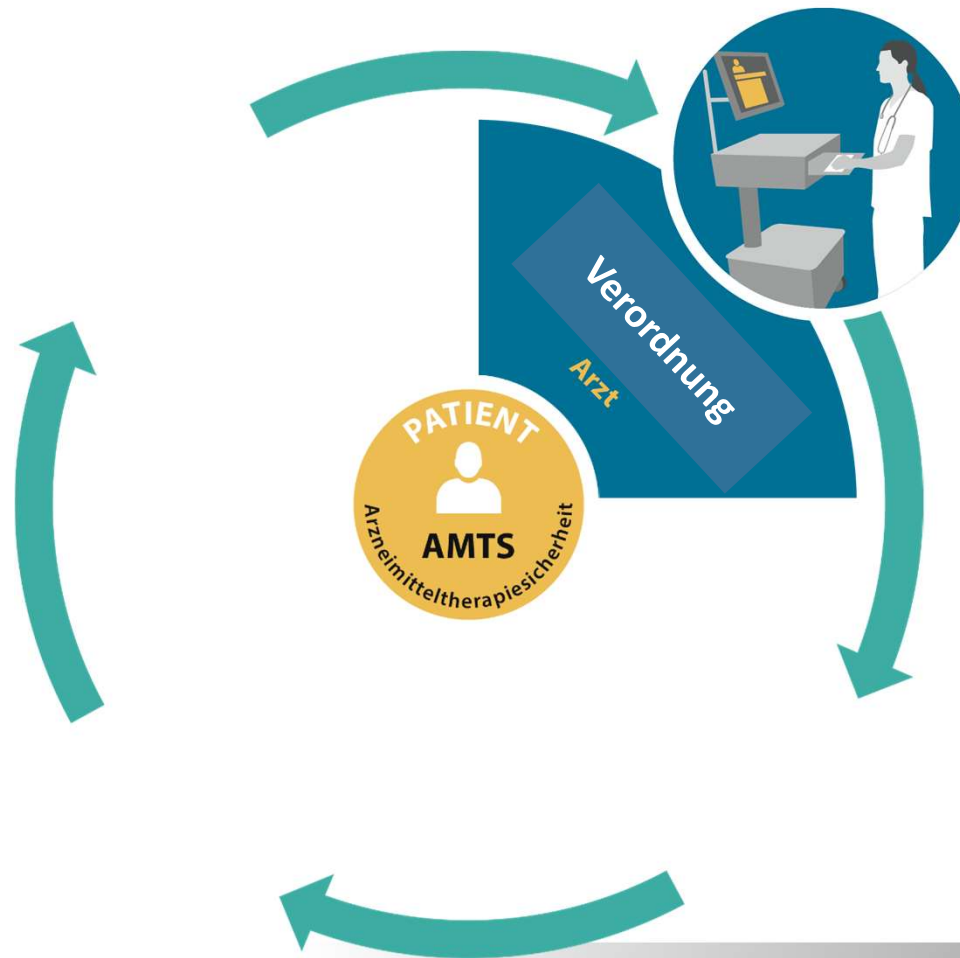 Verordnung
Arzt
PATIENT
AMTS
Arzneimitteltherapiesicherheit